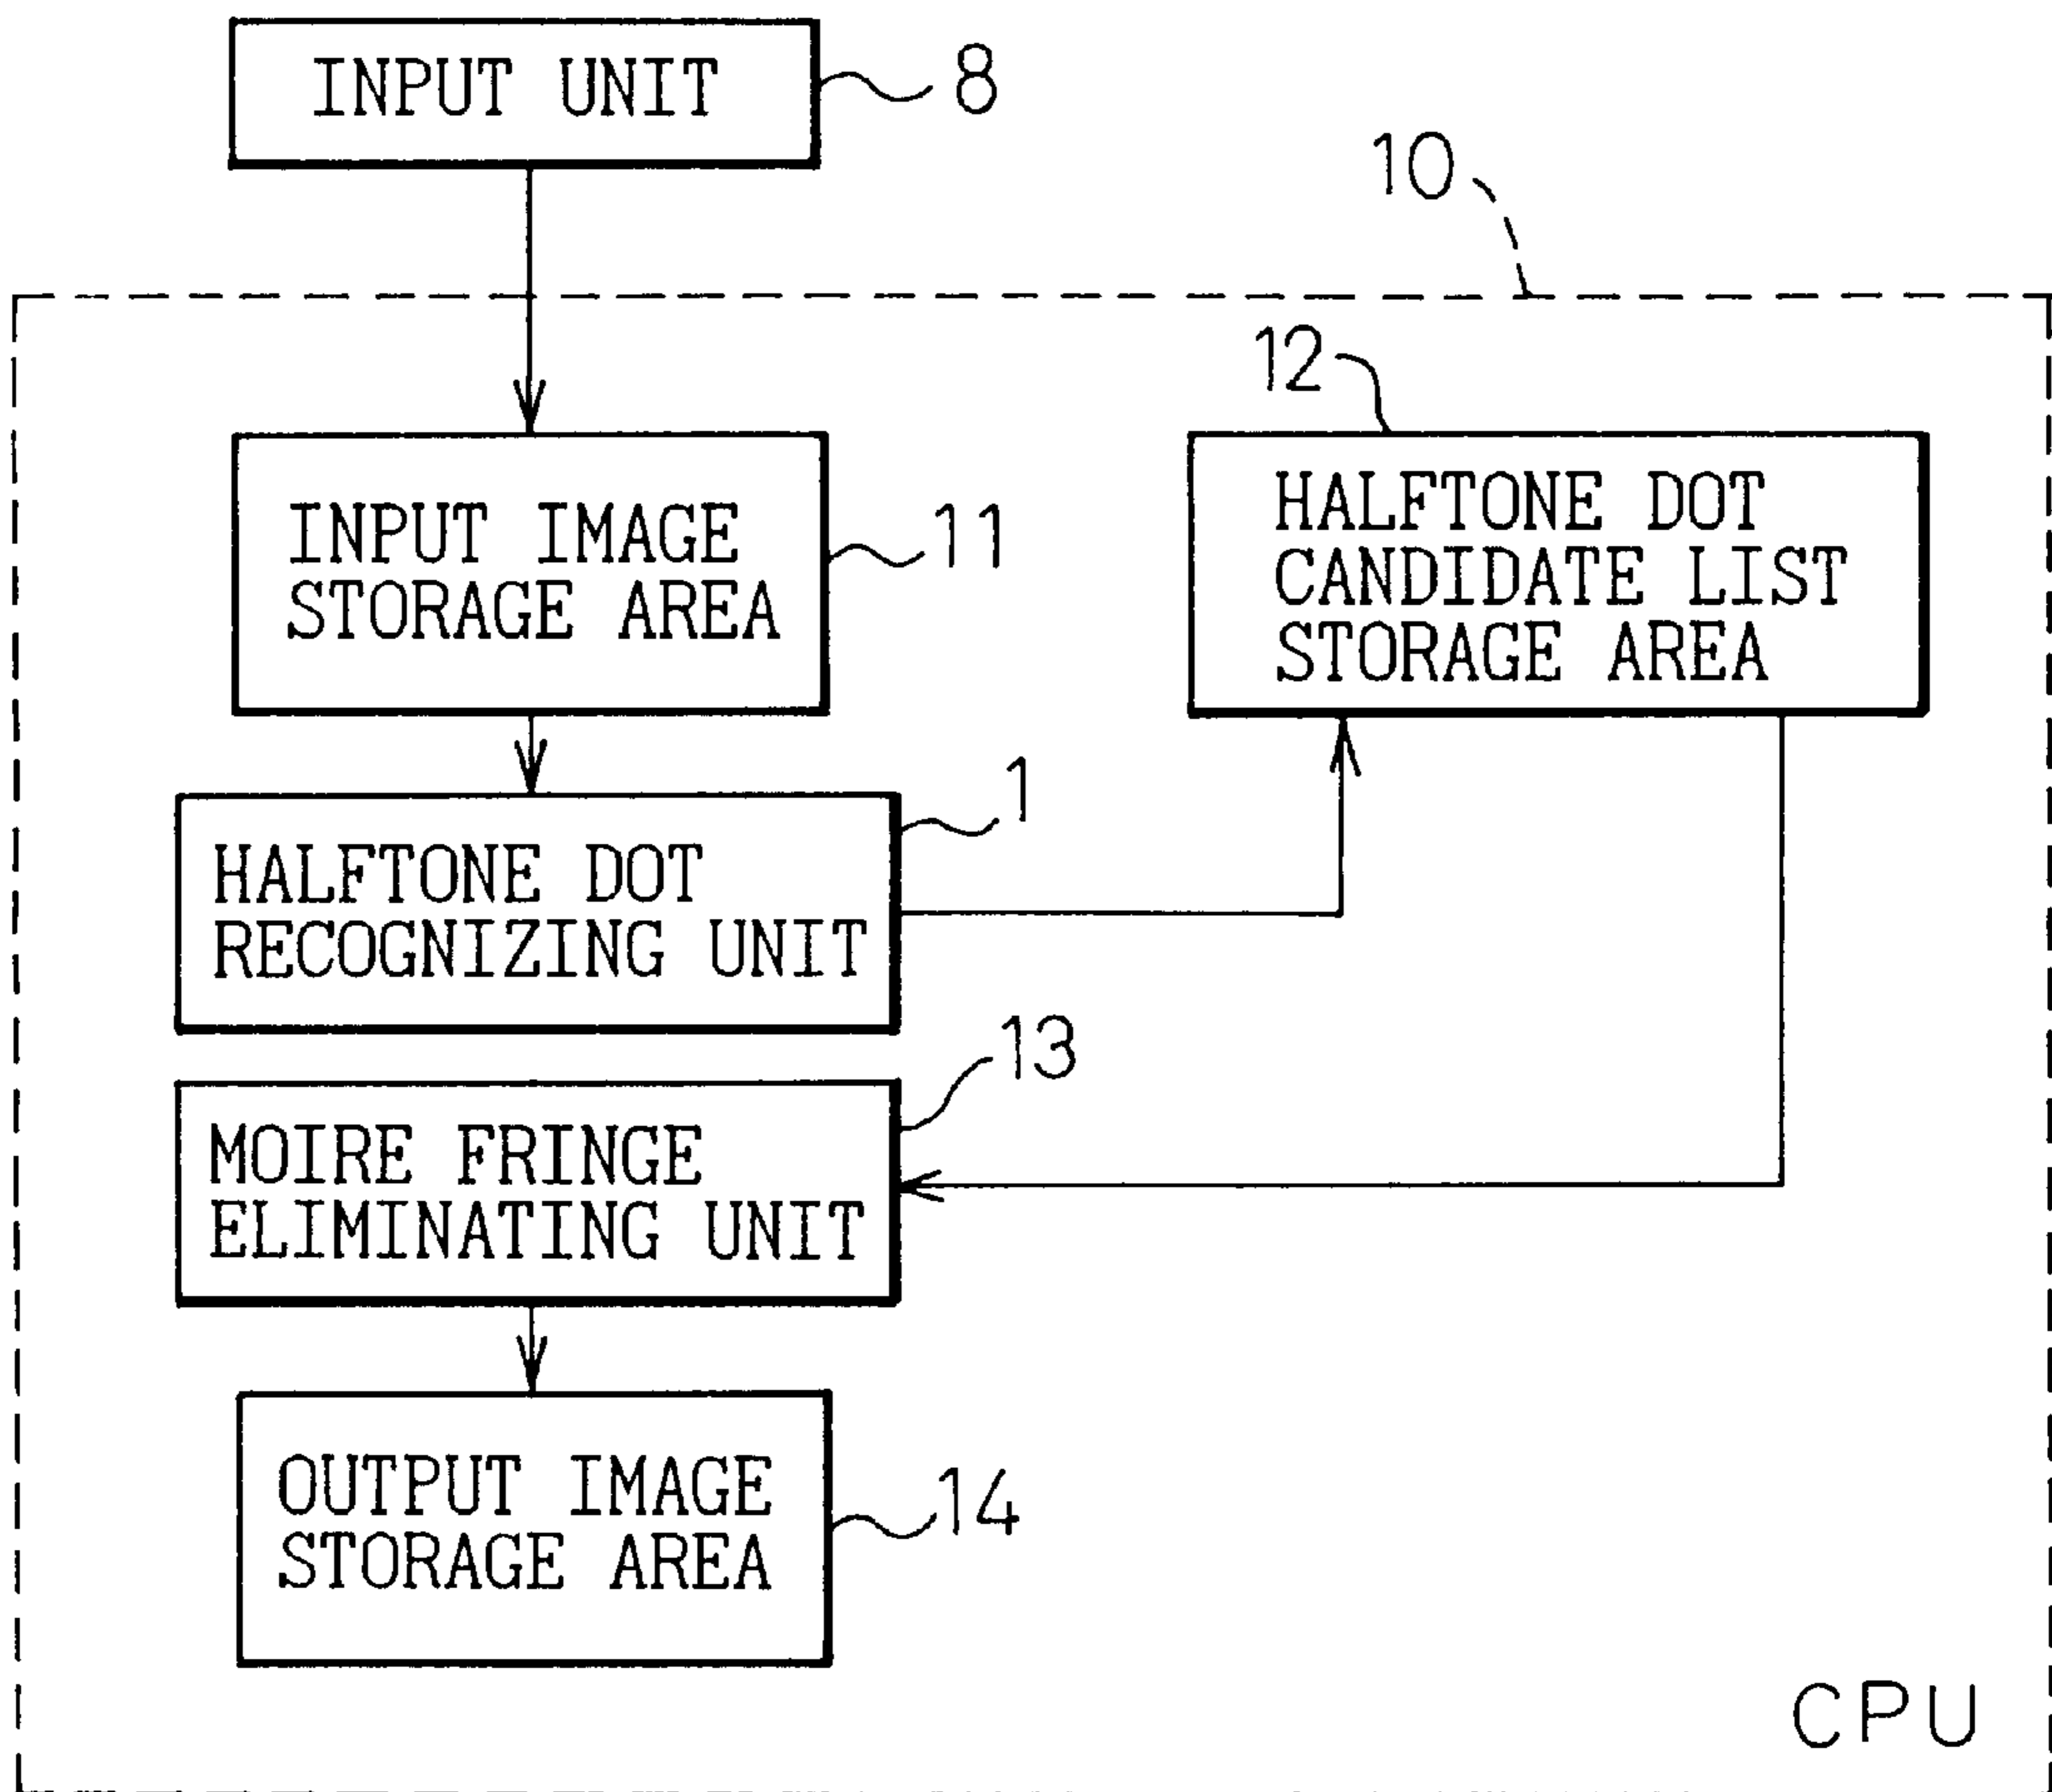 INPUT UNIT
8
10
12
INPUT IMAGE
STORAGE AREA
11
HALFTONE DOT
CANDIDATE LIST
STORAGE AREA
1
HALFTONE DOT
RECOGNIZING UNIT
13
MOIRE FRINGE
ELIMINATING UNIT
OUTPUT IMAGE
STORAGE AREA
14
CPU